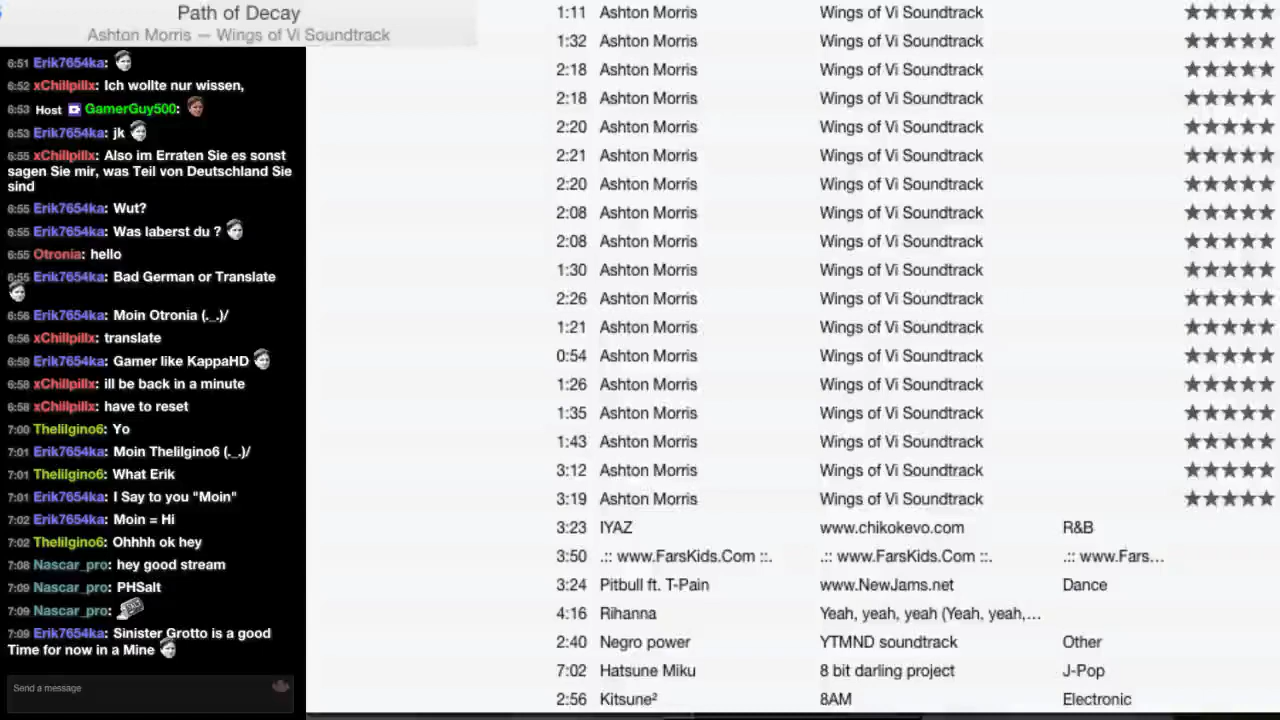 Path of Decay
Ashton Morris — Wings of Vi Soundtrack
6:51 Erik7654ka:
6:52 xChillpillx: Ich wollte nur wissen,
6:53 Host GamerGuy500:
6:53 Erik7654ka: jk
6:55 xChillpillx: Also im Erraten Sie es sonst
sagen Sie mir, was Teil von Deutschland Sie
sind
6:55 Erik7654ka: Wut?
6:55 Erik7654ka: Was laberst du ?
6:55 Otronia: hello
6:55 Erik7654ka: Bad German or Translate
6:56 Erik7654ka: Moin Otronia (._.)/
6:56 xChillpillx: translate
6:58 Erik7654ka: Gamer like KappaHD
6:58 xChillpillx: ill be back in a minute
6:58 xChillpillx: have to reset
7:00 Thelilgino6: Yo
7:01 Erik7654ka: Moin Thelilgino6 (._.)/
7:01 Thelilgino6: What Erik
7:01 Erik7654ka: I Say to you "Moin"
7:02 Erik7654ka: Moin = Hi
7:02 Thelilgino6: Ohhhh ok hey
7:08 Nascar_pro: hey good stream
7:09 Nascar_pro: PHSalt
7:09 Nascar_pro:
7:09 Erik7654ka: Sinister Grotto is a good
Time for now in a Mine
Send a message
1:11 Ashton Morris Wings of Vi Soundtrack ★★★★★
1:32 Ashton Morris Wings of Vi Soundtrack ★★★★★
2:18 Ashton Morris Wings of Vi Soundtrack ★★★★★
2:18 Ashton Morris Wings of Vi Soundtrack ★★★★★
2:20 Ashton Morris Wings of Vi Soundtrack ★★★★★
2:21 Ashton Morris Wings of Vi Soundtrack ★★★★★
2:20 Ashton Morris Wings of Vi Soundtrack ★★★★★
2:08 Ashton Morris Wings of Vi Soundtrack ★★★★★
2:08 Ashton Morris Wings of Vi Soundtrack ★★★★★
1:30 Ashton Morris Wings of Vi Soundtrack ★★★★★
2:26 Ashton Morris Wings of Vi Soundtrack ★★★★★
1:21 Ashton Morris Wings of Vi Soundtrack ★★★★★
0:54 Ashton Morris Wings of Vi Soundtrack ★★★★★
1:26 Ashton Morris Wings of Vi Soundtrack ★★★★★
1:35 Ashton Morris Wings of Vi Soundtrack ★★★★★
1:43 Ashton Morris Wings of Vi Soundtrack ★★★★★
3:12 Ashton Morris Wings of Vi Soundtrack ★★★★★
3:19 Ashton Morris Wings of Vi Soundtrack ★★★★★
3:23 IYAZ www.chikokevo.com R&B
3:50 .:: www.FarsKids.Com ::. .:: www.FarsKids.Com ::. .:: www.Fars...
3:24 Pitbull ft. T-Pain www.NewJams.net Dance
4:16 Rihanna Yeah, yeah, yeah (Yeah, yeah,...
2:40 Negro power YTMND soundtrack Other
7:02 Hatsune Miku 8 bit darling project J-Pop
2:56 Kitsune² 8AM Electronic